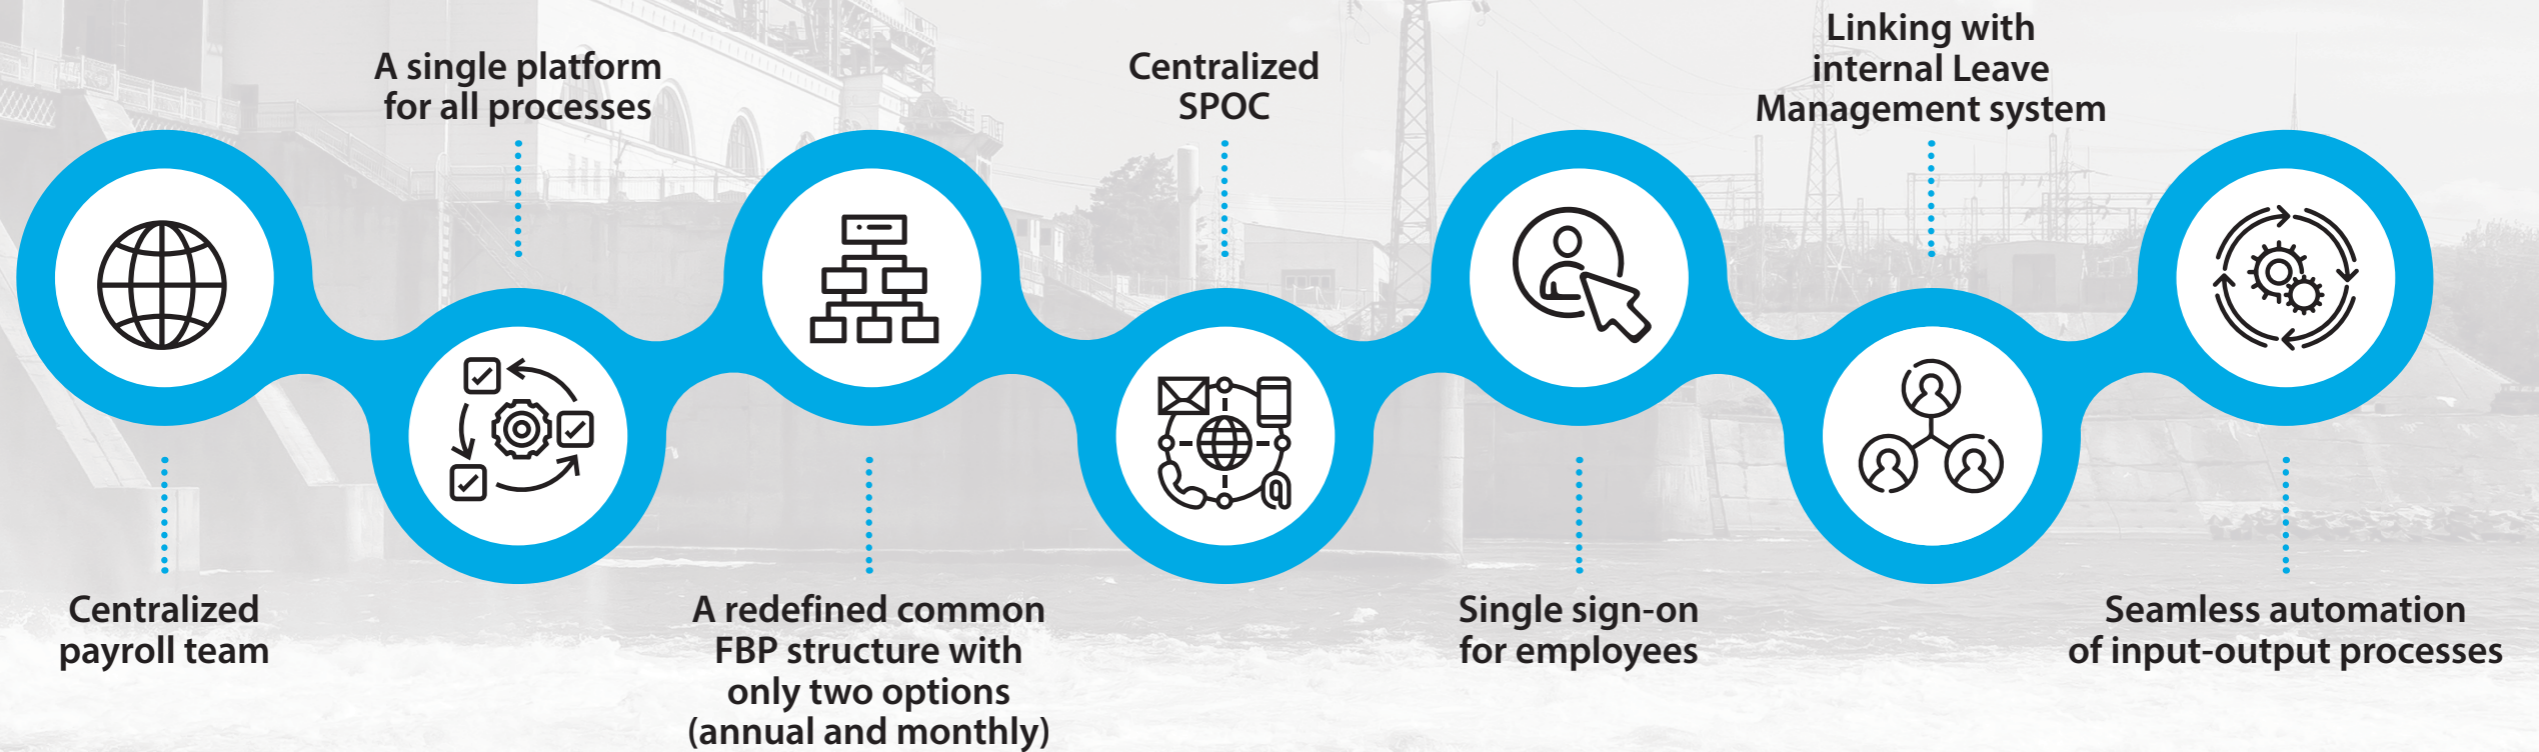 Centralized
payroll team
A single platform
for all processes
A redefined common
FBP structure with
only two options
(annual and monthly)
Centralized
SPOC
Single sign-on
for employees
Linking with
internal Leave
Management system
Seamless automation
of input-output processes